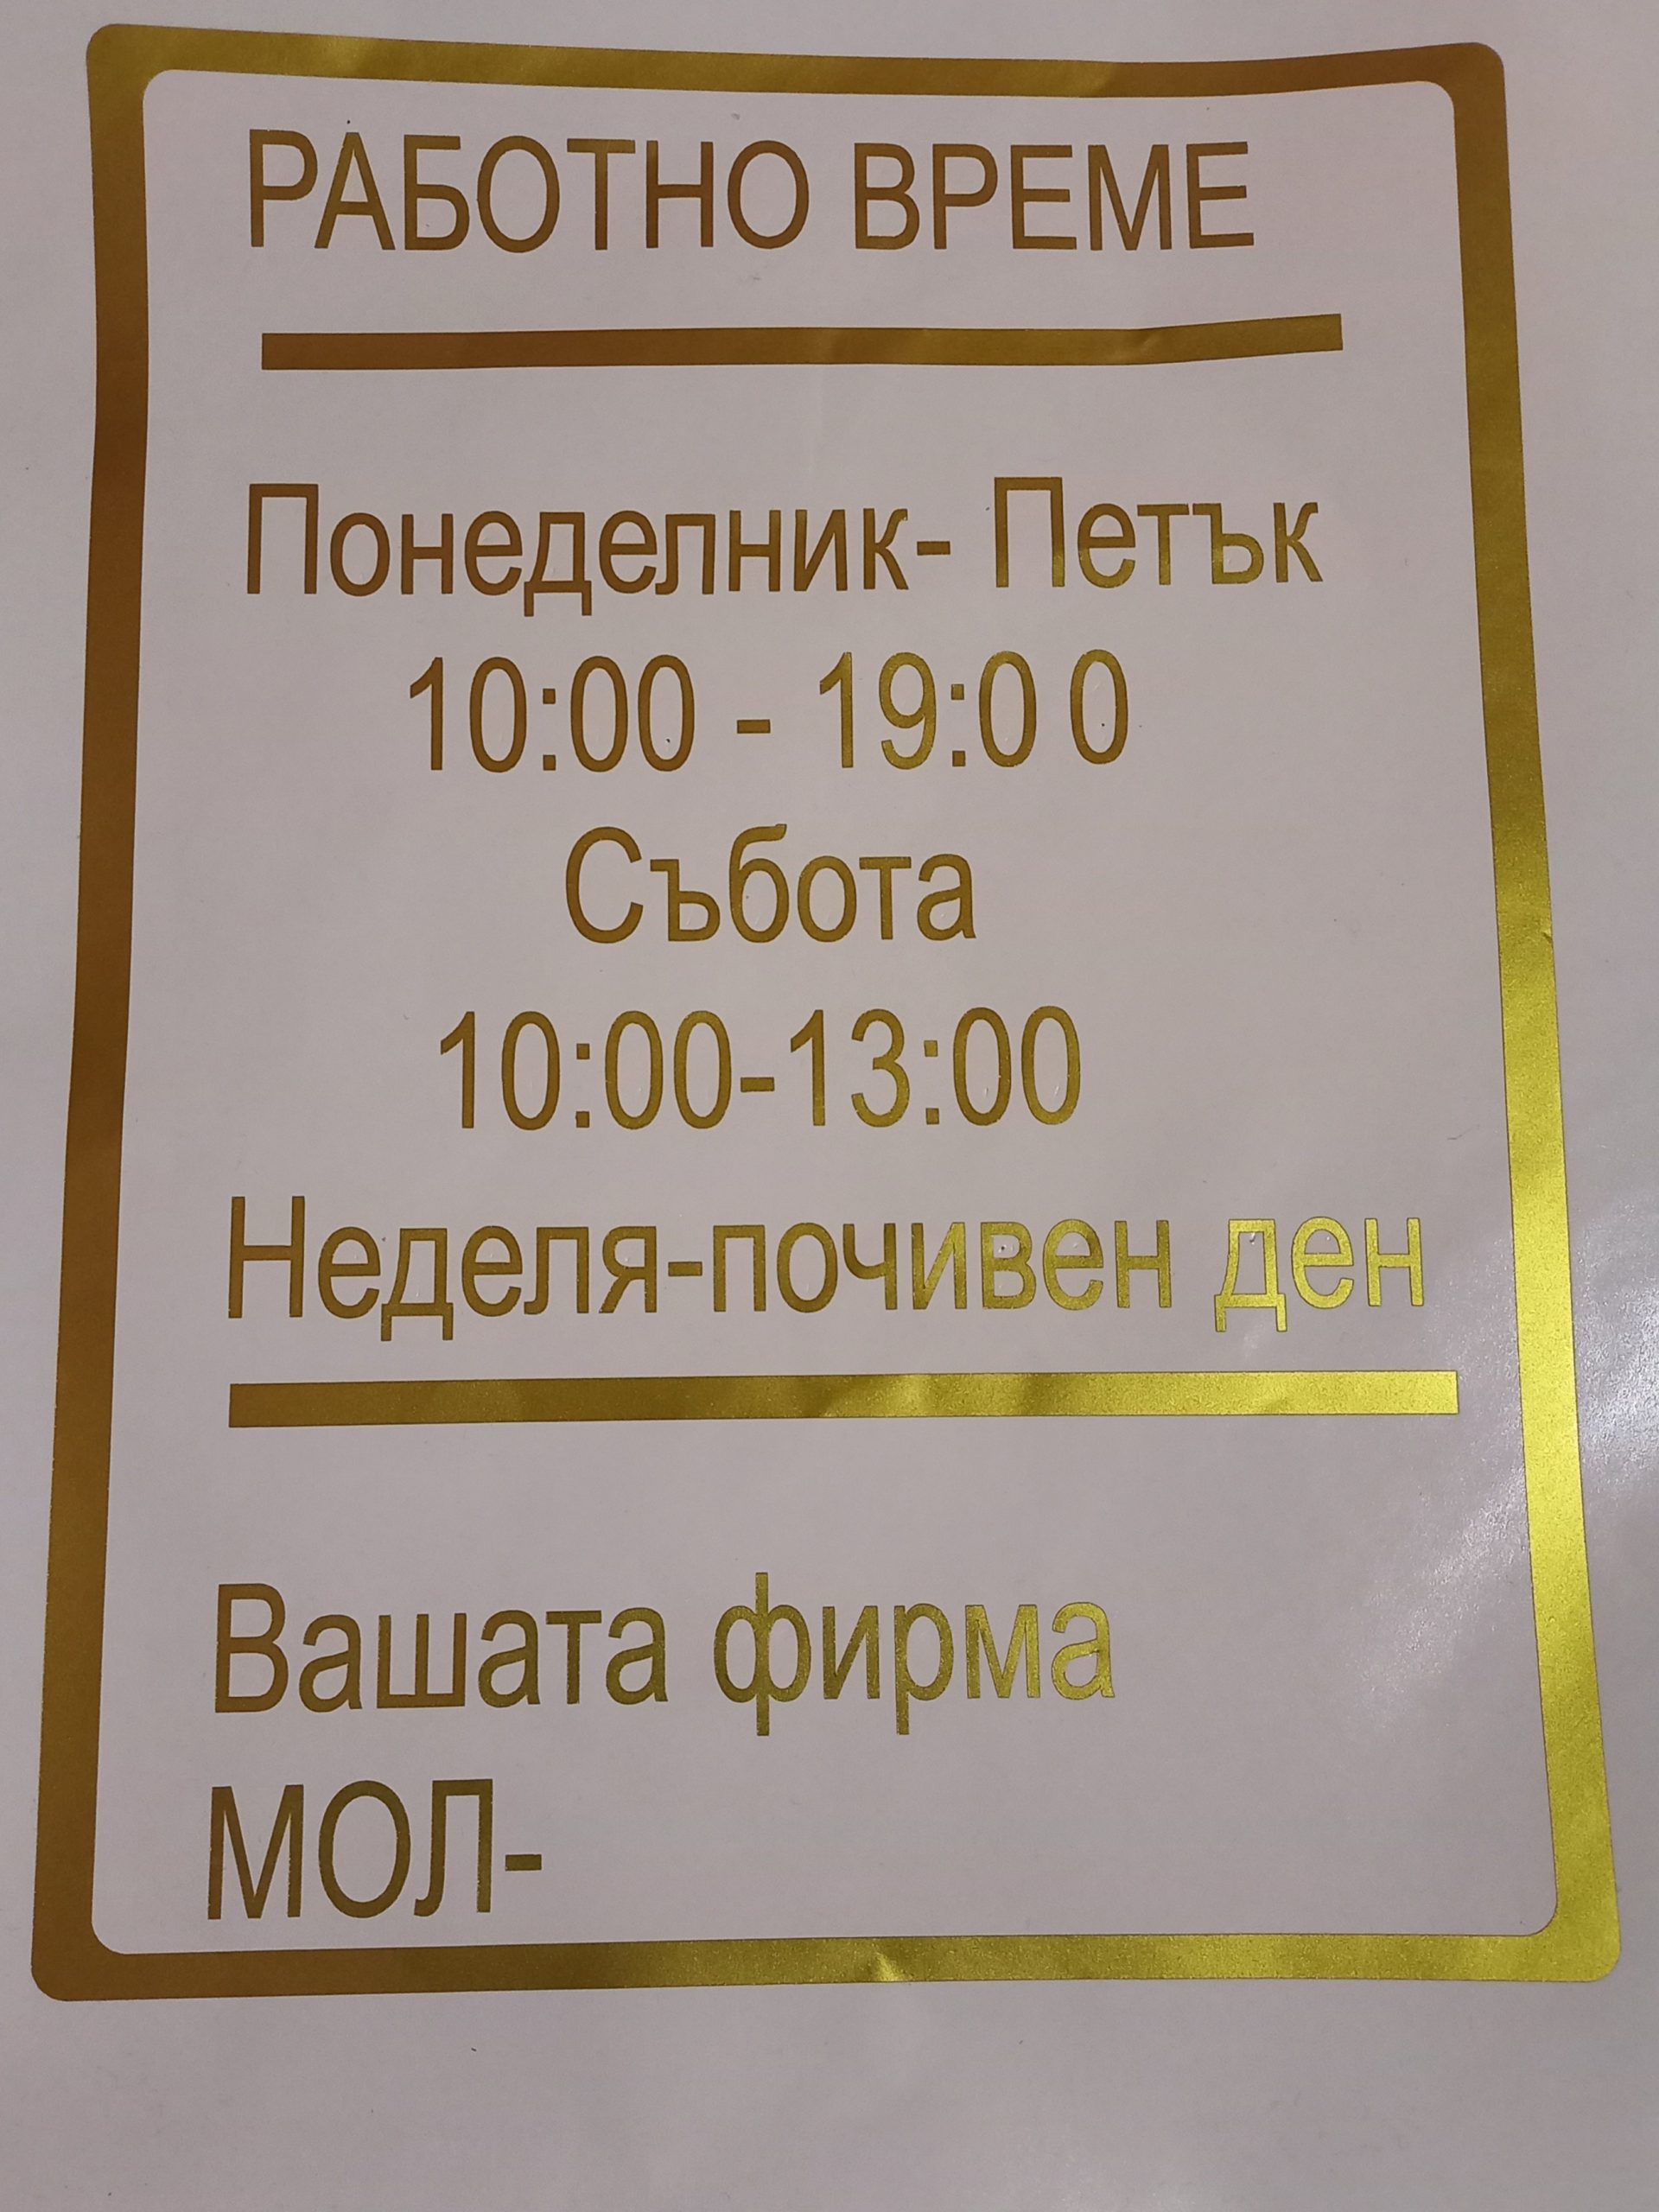 РАБОТНО ВРЕМЕ
Понеделник- Петък
10:00 - 19:0 0
Събота
10:00-13:00
Неделя-почивен ден
Вашата фирма
МОЛ-